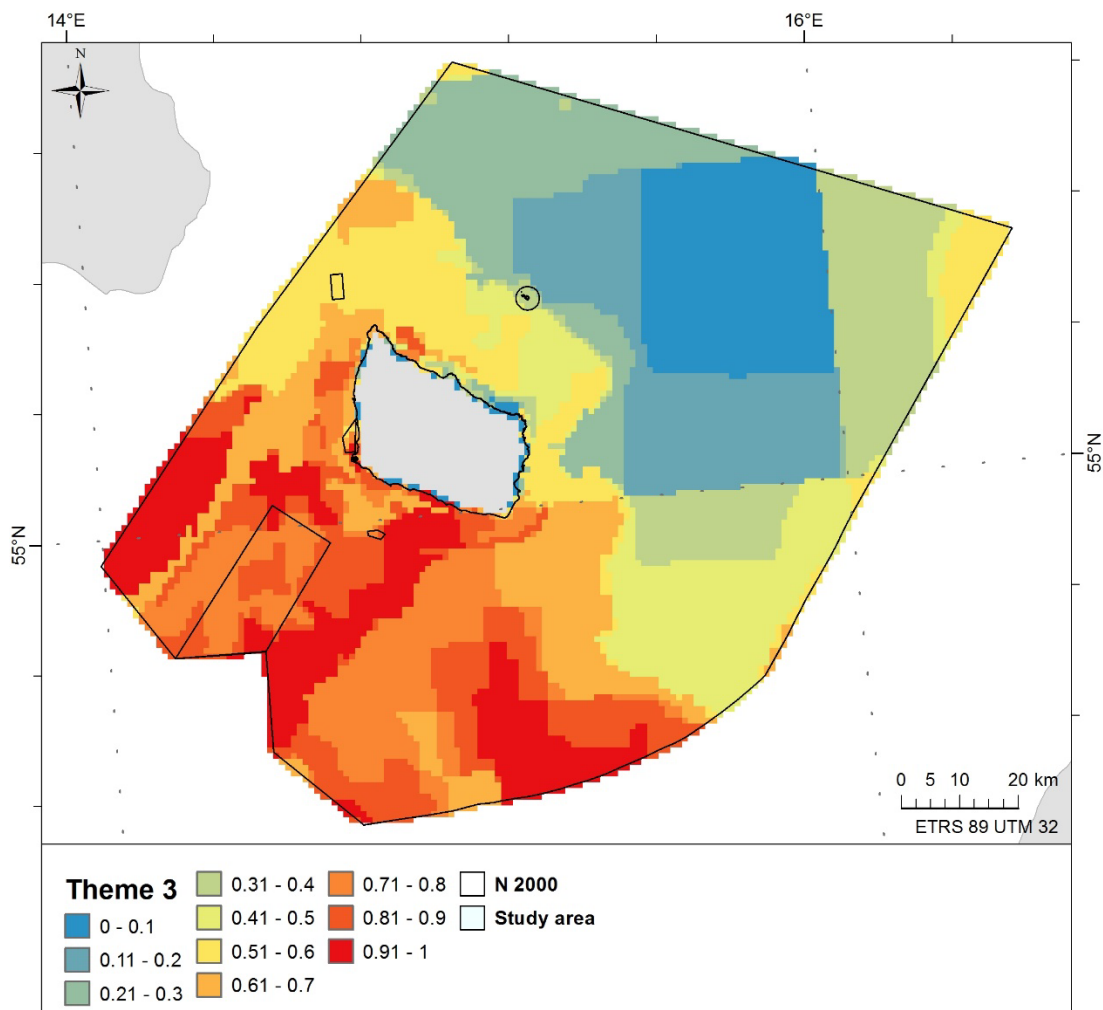 14°E 16°E
N
55°N
55°N
0 5 10 20 km
ETRS 89 UTM 32
Theme 3
0 - 0.1
0.11 - 0.2
0.21 - 0.3
0.31 - 0.4
0.41 - 0.5
0.51 - 0.6
0.61 - 0.7
0.71 - 0.8
0.81 - 0.9
0.91 - 1
N 2000
Study area